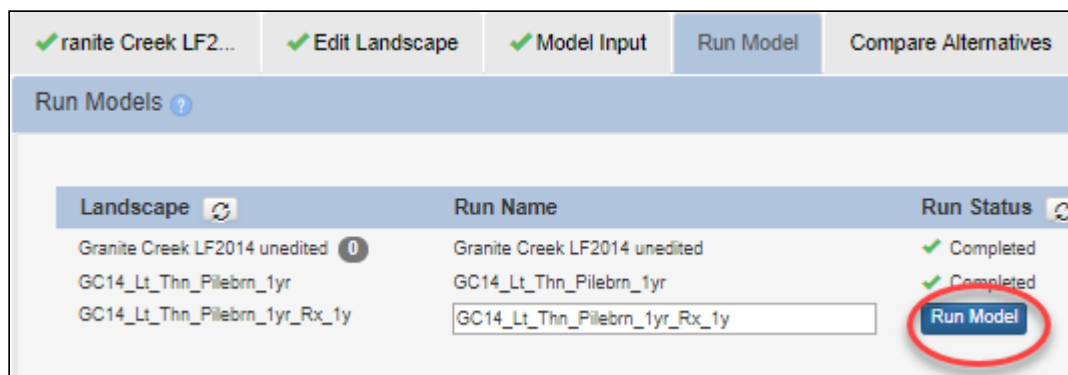 ranite Creek LF2... Edit Landscape Model Input Run Model Compare Alternatives
Run Models ?
Landscape Run Name Run Status
Granite Creek LF2014 unedited 0 Granite Creek LF2014 unedited Completed
GC14_Lt_Thn_Pilebrn_1yr GC14_Lt_Thn_Pilebrn_1yr Completed
GC14_Lt_Thn_Pilebrn_1yr_Rx_1y GC14_Lt_Thn_Pilebrn_1yr_Rx_1y Run Model